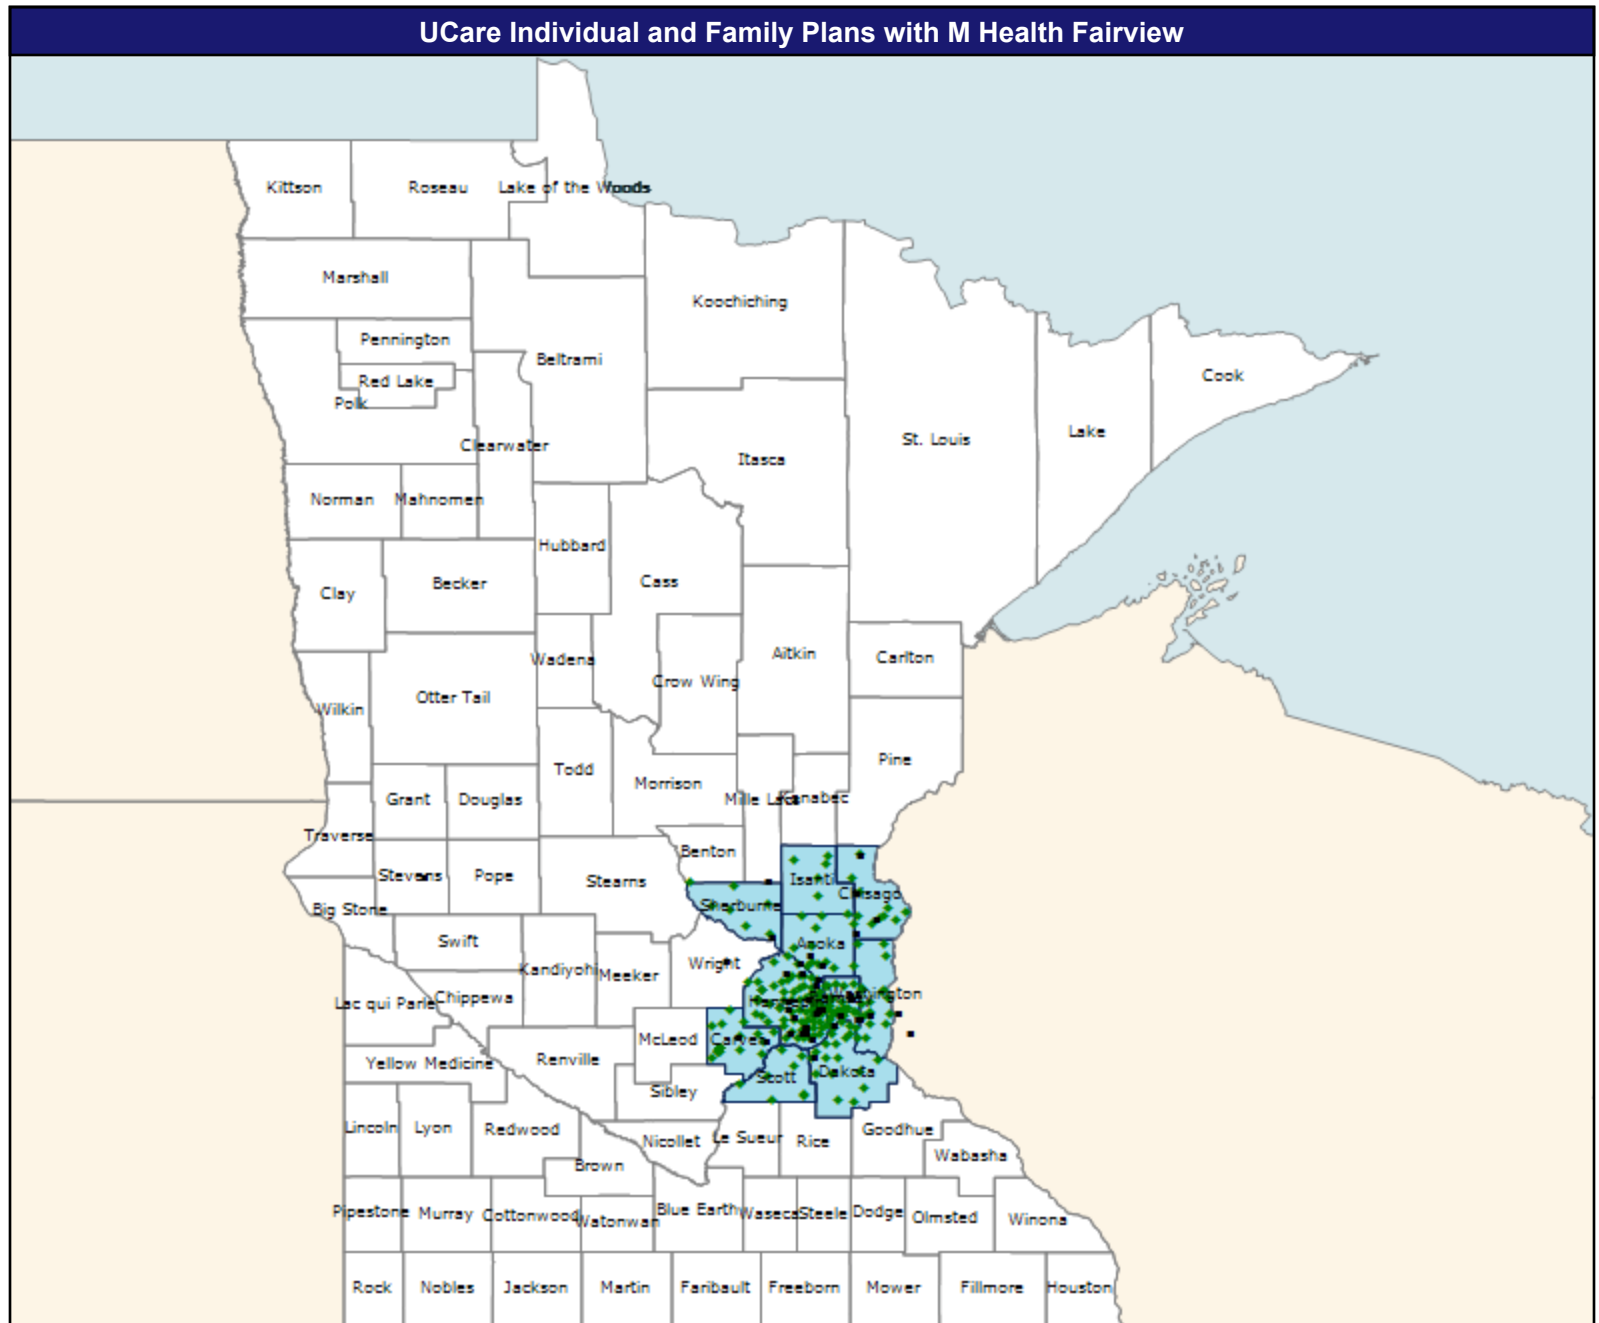 UCare Individual and Family Plans with M Health Fairview
Kittson
Roseau
Lake of the Woods
Marshall
Koochiching
Pennington
Beltrami
Red Lake
Polk
Cook
Lake
St. Louis
Clearwater
Itasca
Norman
Mahnomen
Hubbard
Clay
Becker
Cass
Wadena
Aitkin
Carlton
Crow Wing
Otter Tail
Wilkin
Pine
Todd
Morrison
Grant
Douglas
Mille Lacs
Kanabec
Traverse
Benton
Stevens
Pope
Stearns
Isanti
Chisago
Big Stone
Sherburne
Swift
Anoka
Kandiyohi
Meeker
Wright
Lac qui Parle
Chippewa
Hennepin
Washington
McLeod
Carver
Yellow Medicine
Renville
Scott
Dakota
Sibley
Lincoln
Lyon
Redwood
Nicollet
Le Sueur
Rice
Goodhue
Wabasha
Brown
Pipestone
Murray
Cottonwood
Watonwan
Blue Earth
Waseca
Steele
Dodge
Olmsted
Winona
Rock
Nobles
Jackson
Martin
Faribault
Freeborn
Mower
Fillmore
Houston